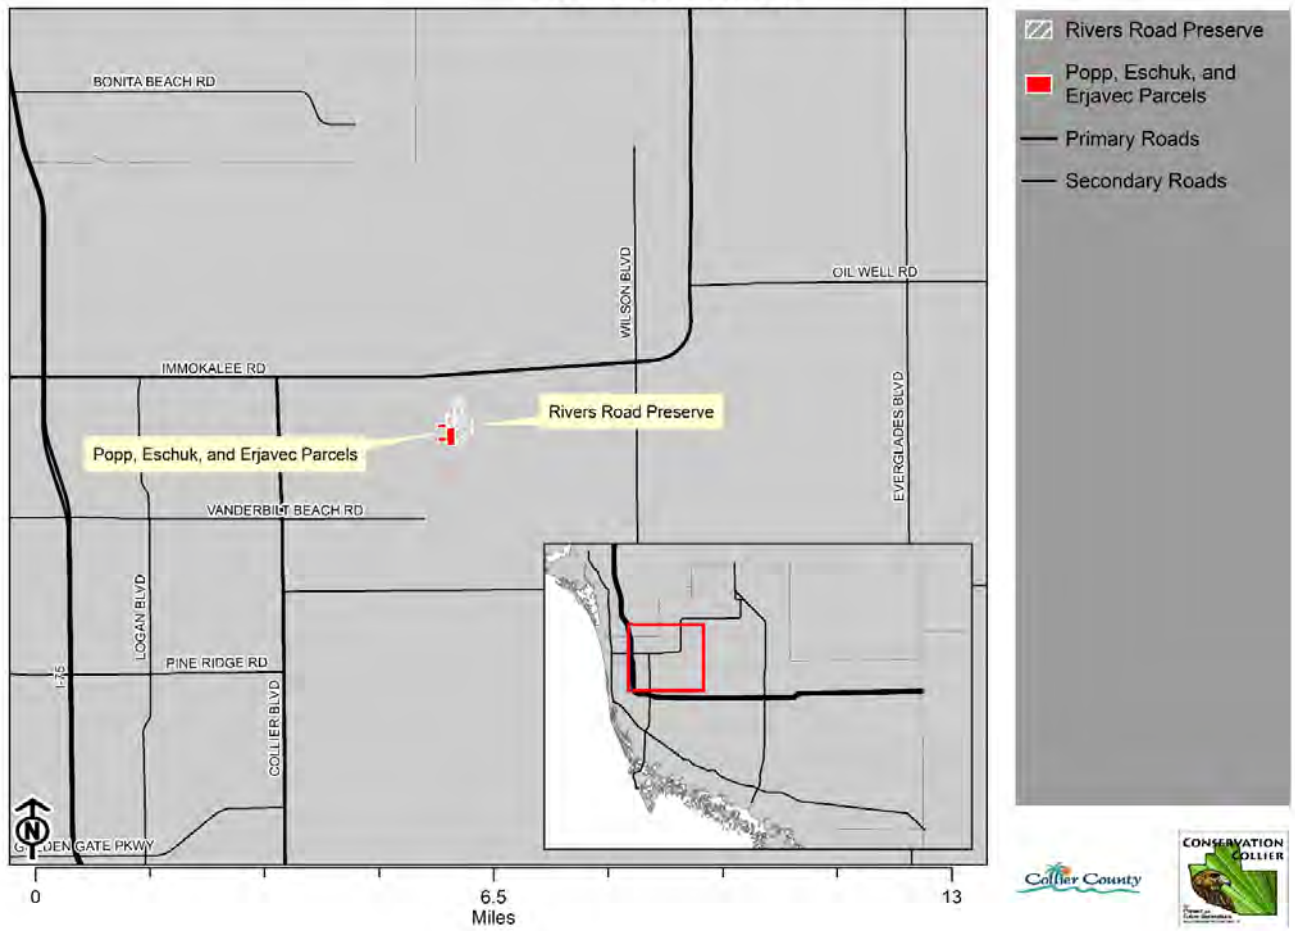 BONITA BEACH RD
WILSON BLVD
OIL WELL RD
IMMOKALEE RD
EVERGLADES BLVD
Rivers Road Preserve
Popp, Eschuk, and Erjavec Parcels
VANDERBILT BEACH RD
LOGAN BLVD
I-75
PINE RIDGE RD
COLLIER BLVD
N
GOLDEN GATE PKWY
0
6.5
13
Miles
Rivers Road Preserve
Popp, Eschuk, and
Erjavec Parcels
Primary Roads
Secondary Roads
Collier County
CONSERVATION
COLLIER